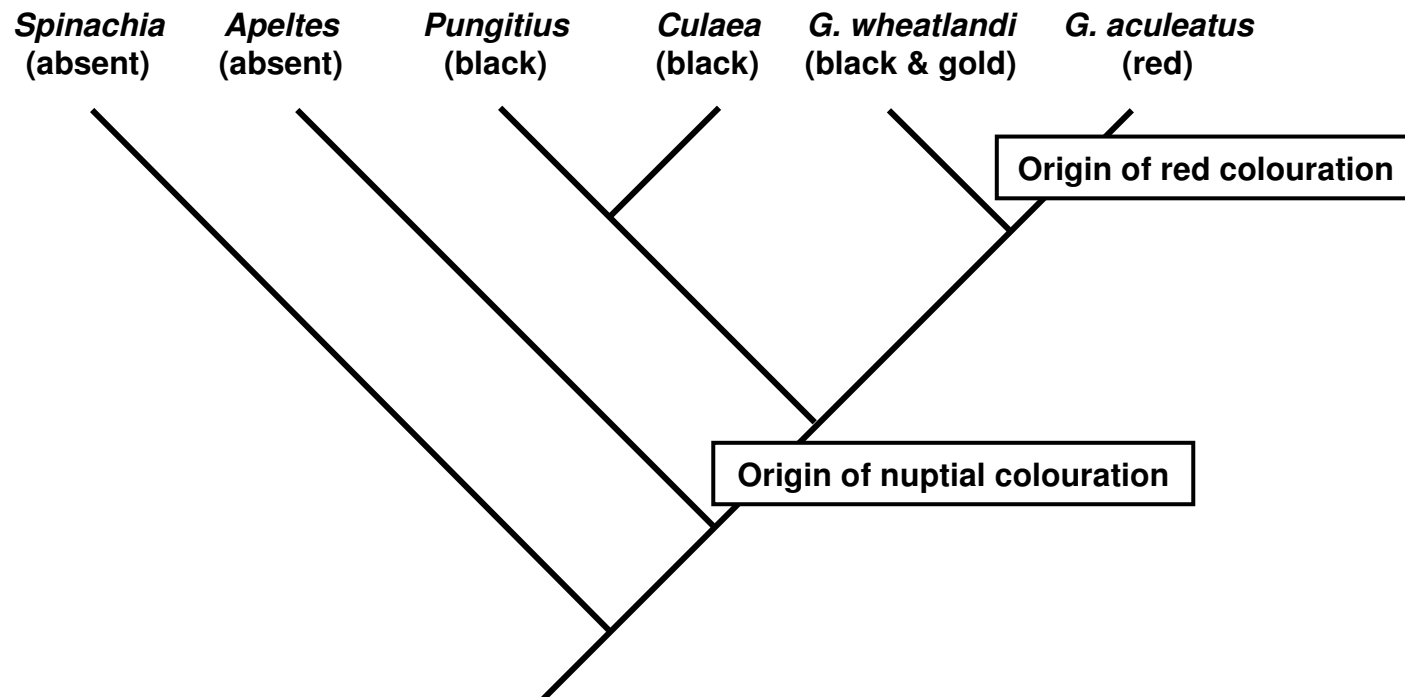 Spinachia Apeltes Pungitius Culaea G. wheatlandi G. aculeatus
(absent) (absent) (black) (black) (black & gold) (red)
Origin of red colouration
Origin of nuptial colouration